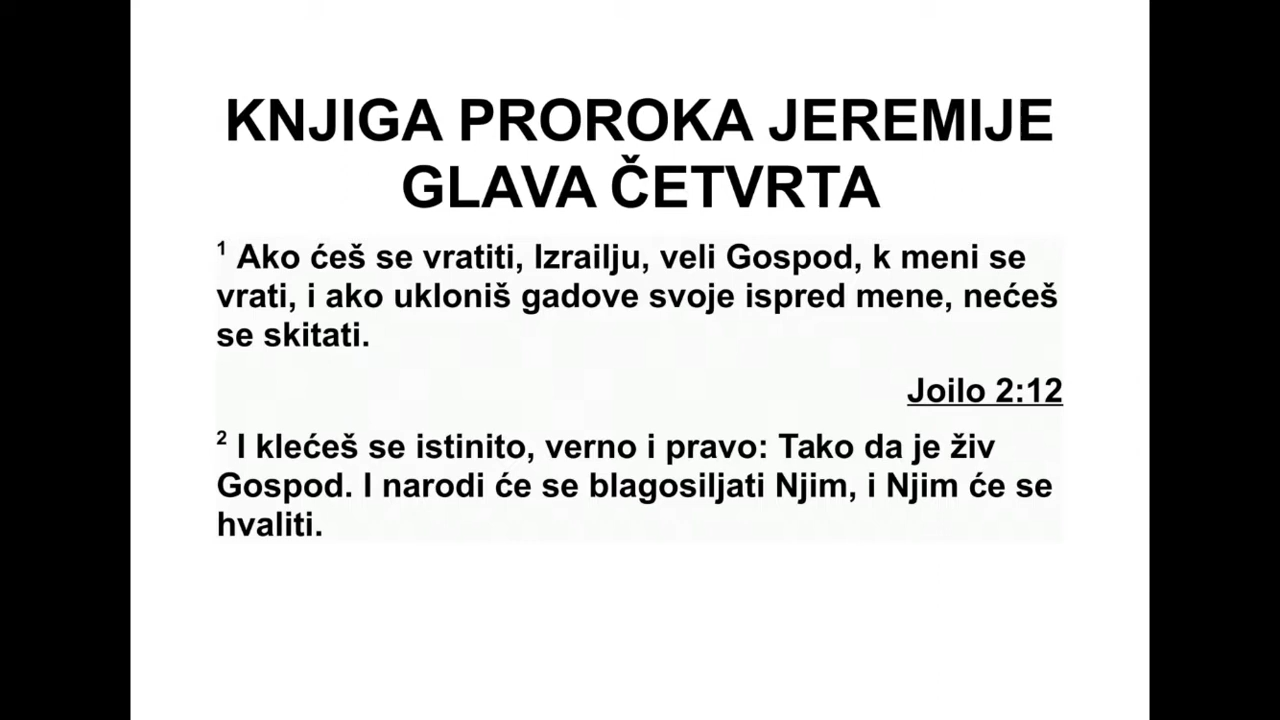 KNJIGA PROROKA JEREMIJE
GLAVA ČETVRTA
1 Ako ćeš se vratiti, Izrailju, veli Gospod, k meni se
vrati, i ako ukloniš gadove svoje ispred mene, nećeš
se skitati.
Joilo 2:12
2 I klećeš se istinito, verno i pravo: Tako da je živ
Gospod. I narodi će se blagosiljati Njim, i Njim će se
hvaliti.